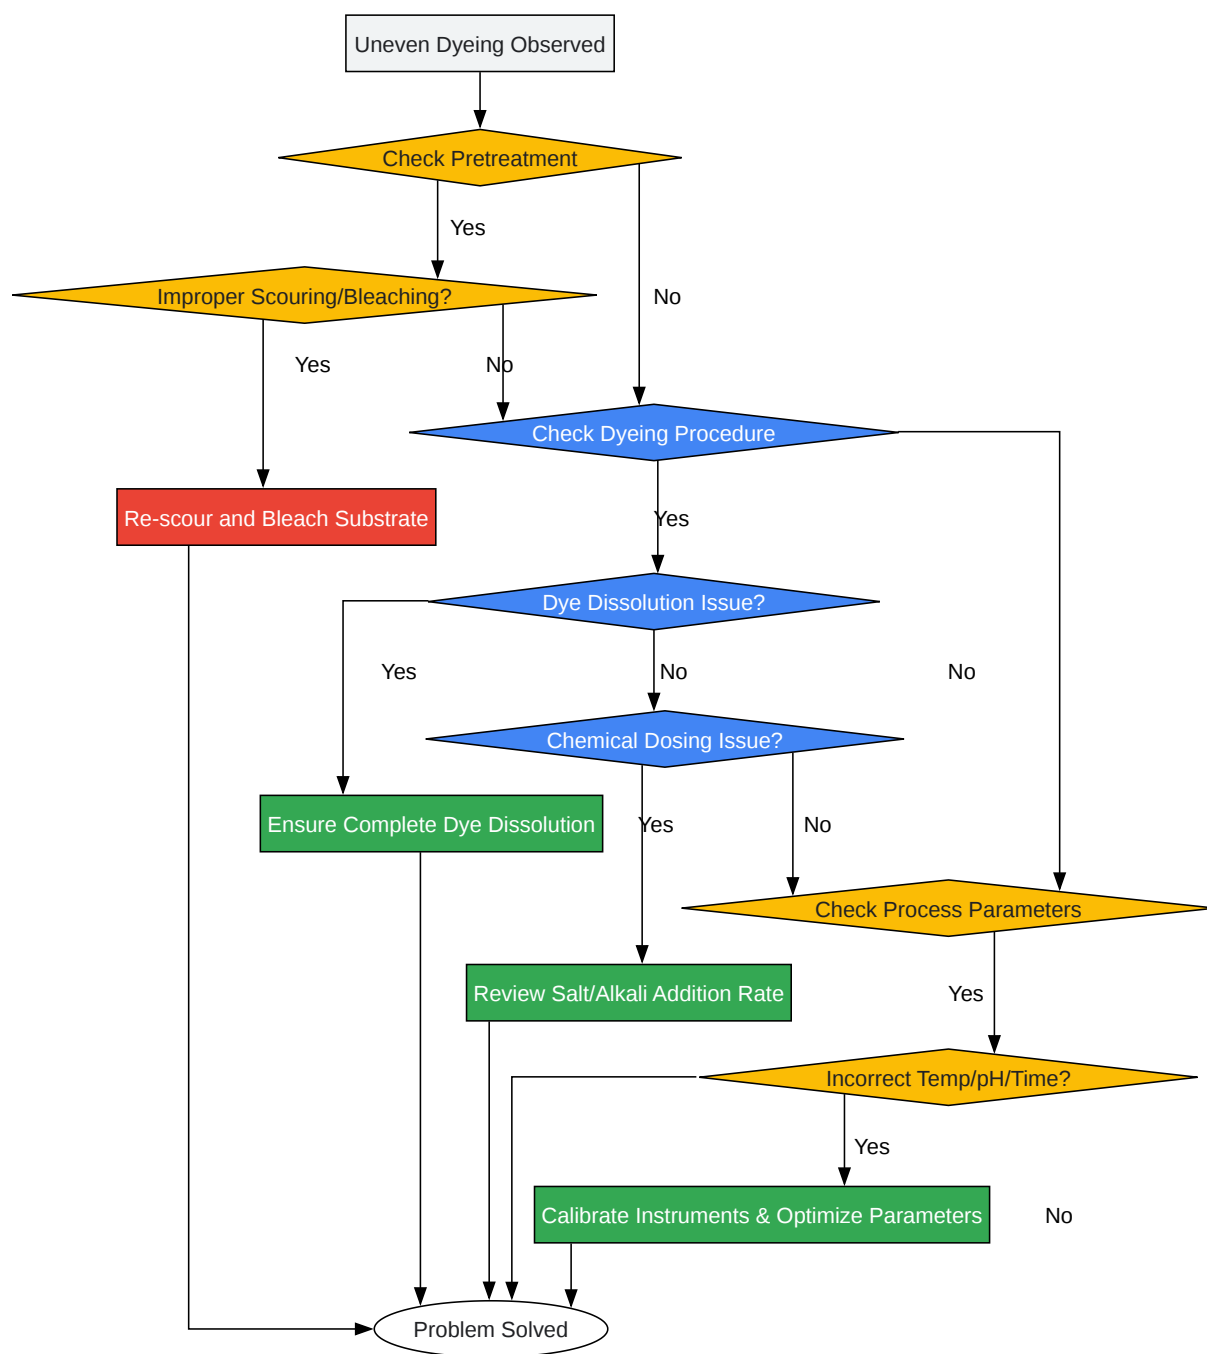 Uneven Dyeing Observed
Check Pretreatment
Yes
Improper Scouring/Bleaching?
No
Yes
No
Check Dyeing Procedure
Re-scour and Bleach Substrate
Yes
Dye Dissolution Issue?
Yes
No
No
Chemical Dosing Issue?
Ensure Complete Dye Dissolution
Yes
No
Check Process Parameters
Review Salt/Alkali Addition Rate
Yes
Incorrect Temp/pH/Time?
Yes
Calibrate Instruments & Optimize Parameters
No
Problem Solved